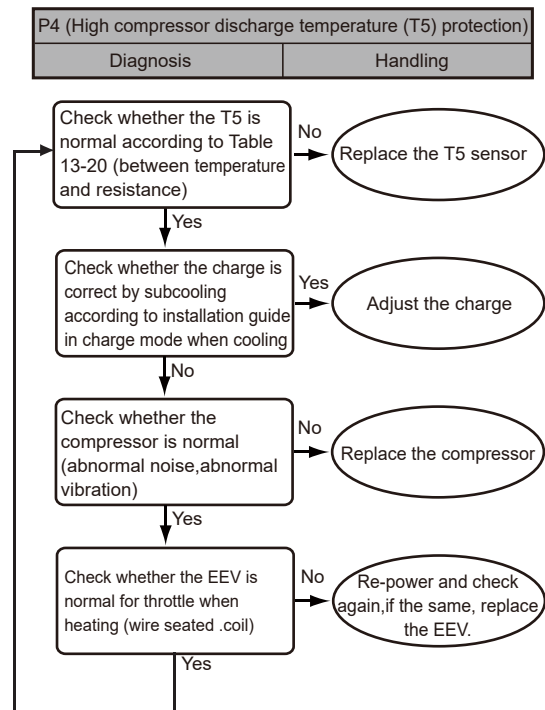 P4 (High compressor discharge temperature (T5) protection)
Diagnosis
Handling
Check whether the T5 is
normal according to Table
13-20 (between temperature
and resistance)
No
Replace the T5 sensor
Yes
Check whether the charge is
correct by subcooling
according to installation guide
in charge mode when cooling
Yes
Adjust the charge
No
Check whether the
compressor is normal
(abnormal noise,abnormal
vibration)
No
Replace the compressor
Yes
Check whether the EEV is
normal for throttle when
heating (wire seated .coil)
No
Re-power and check
again,if the same, replace
the EEV.
Yes